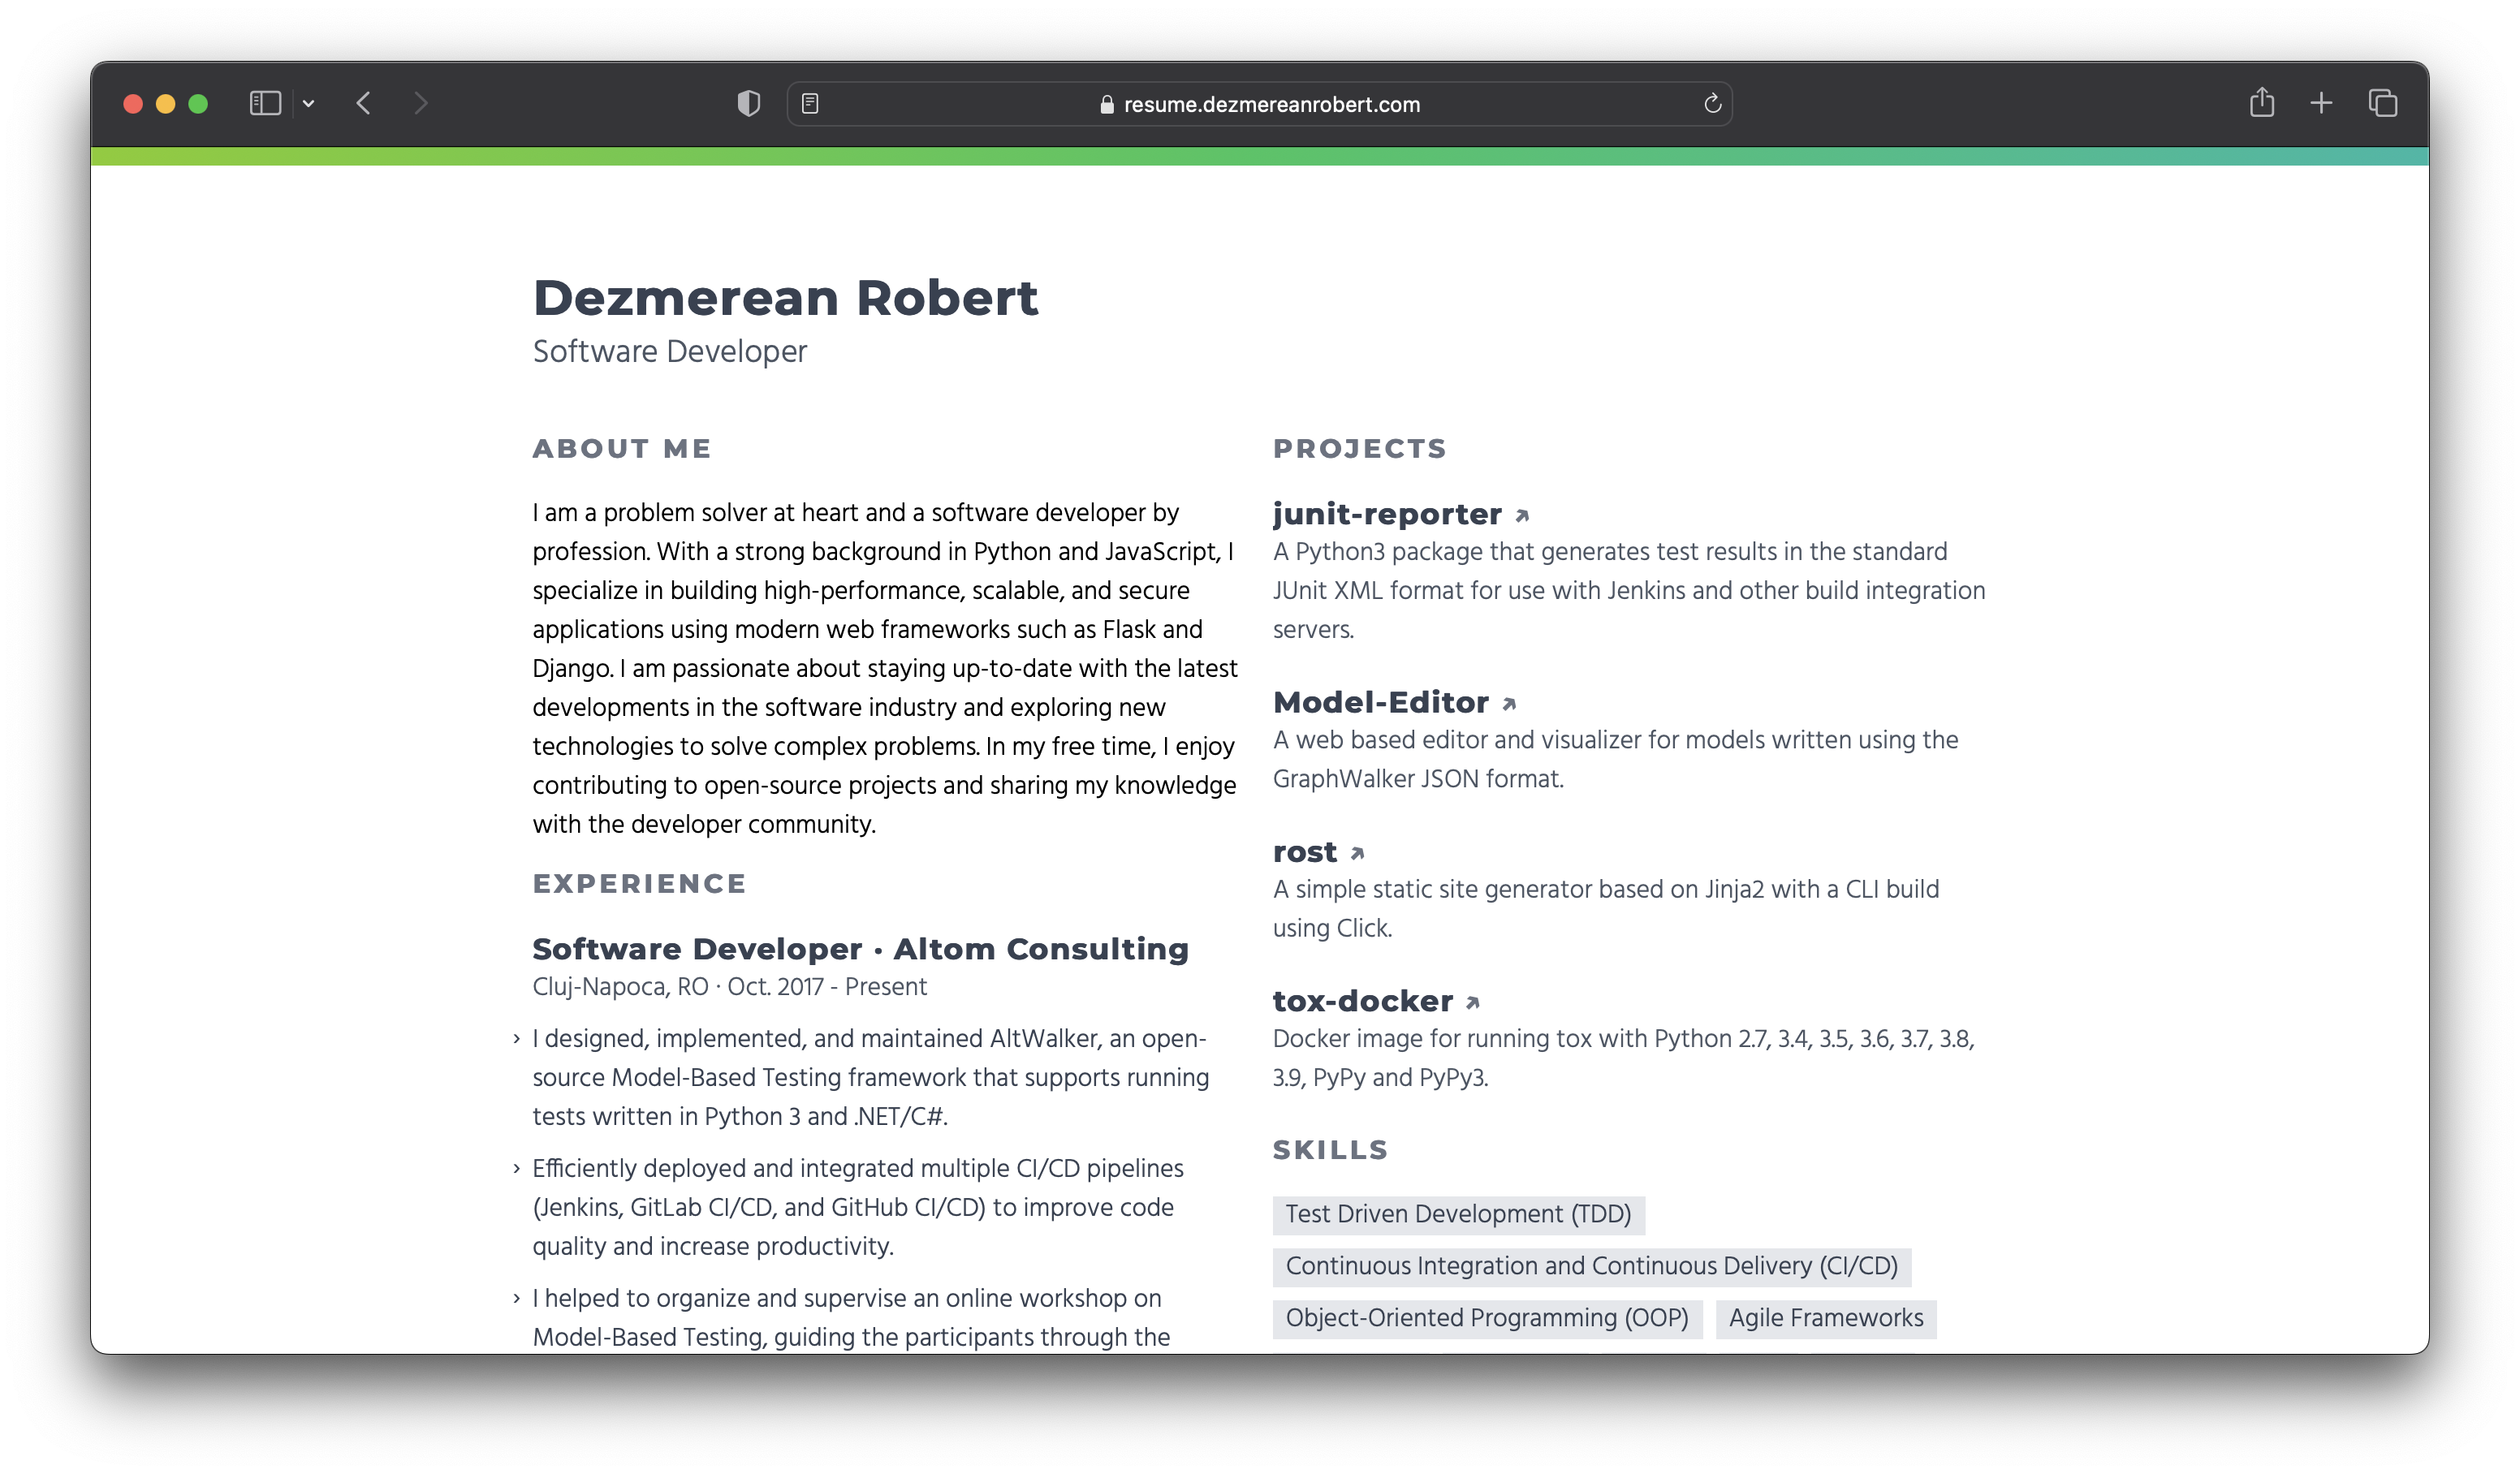 resume.dezmereanrobert.com
Dezmerean Robert
Software Developer
ABOUT ME
I am a problem solver at heart and a software developer by
profession. With a strong background in Python and JavaScript, I
specialize in building high-performance, scalable, and secure
applications using modern web frameworks such as Flask and
Django. I am passionate about staying up-to-date with the latest
developments in the software industry and exploring new
technologies to solve complex problems. In my free time, I enjoy
contributing to open-source projects and sharing my knowledge
with the developer community.
EXPERIENCE
Software Developer · Altom Consulting
Cluj-Napoca, RO · Oct. 2017 - Present
› I designed, implemented, and maintained AltWalker, an open-
source Model-Based Testing framework that supports running
tests written in Python 3 and .NET/C#.
› Efficiently deployed and integrated multiple CI/CD pipelines
(Jenkins, GitLab CI/CD, and GitHub CI/CD) to improve code
quality and increase productivity.
› I helped to organize and supervise an online workshop on
Model-Based Testing, guiding the participants through the
PROJECTS
junit-reporter
A Python3 package that generates test results in the standard
JUnit XML format for use with Jenkins and other build integration
servers.
Model-Editor
A web based editor and visualizer for models written using the
GraphWalker JSON format.
rost
A simple static site generator based on Jinja2 with a CLI build
using Click.
tox-docker
Docker image for running tox with Python 2.7, 3.4, 3.5, 3.6, 3.7, 3.8,
3.9, PyPy and PyPy3.
SKILLS
Test Driven Development (TDD)
Continuous Integration and Continuous Delivery (CI/CD)
Object-Oriented Programming (OOP) Agile Frameworks